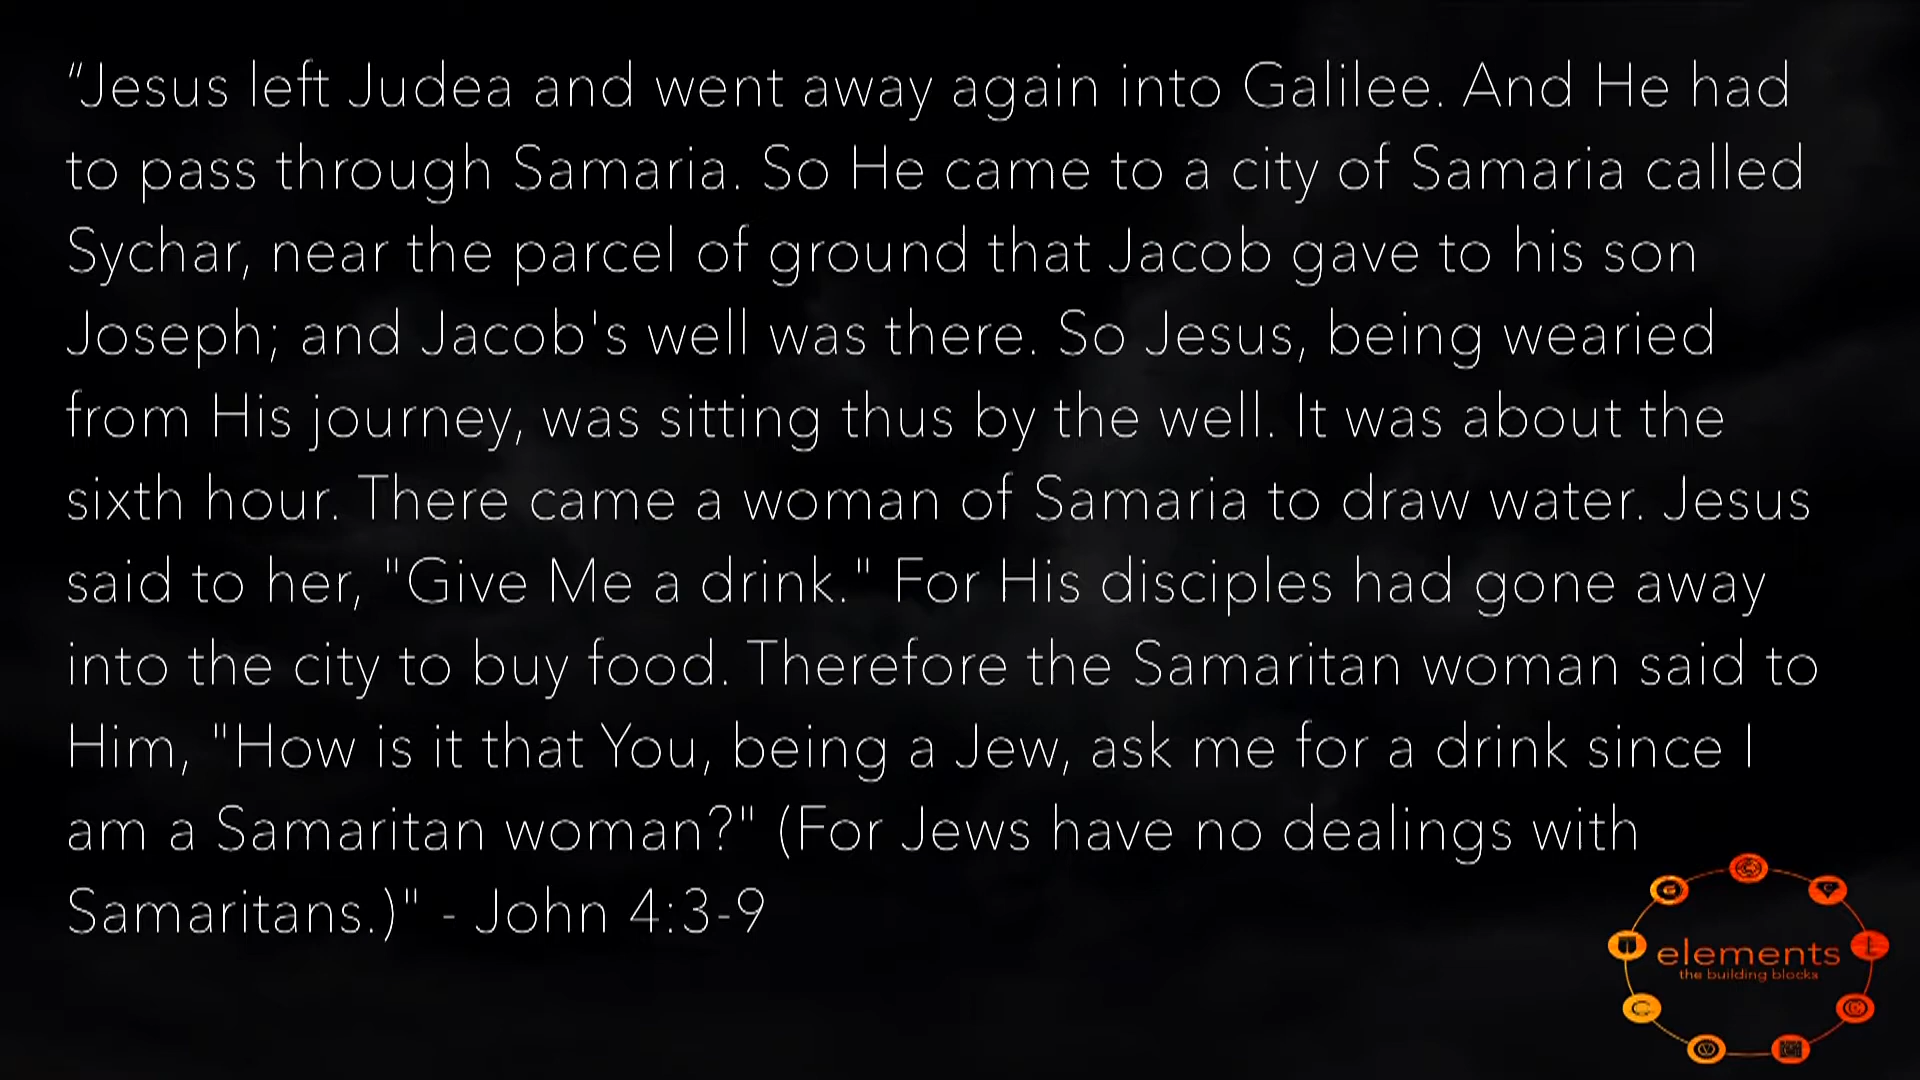 “Jesus left Judea and went away again into Galilee. And He had
to pass through Samaria. So He came to a city of Samaria called
Sychar, near the parcel of ground that Jacob gave to his son
Joseph; and Jacob's well was there. So Jesus, being wearied
from His journey, was sitting thus by the well. It was about the
sixth hour. There came a woman of Samaria to draw water. Jesus
said to her, "Give Me a drink." For His disciples had gone away
into the city to buy food. Therefore the Samaritan woman said to
Him, "How is it that You, being a Jew, ask me for a drink since I
am a Samaritan woman?" (For Jews have no dealings with
Samaritans.)" - John 4:3-9
elements
the building blocks